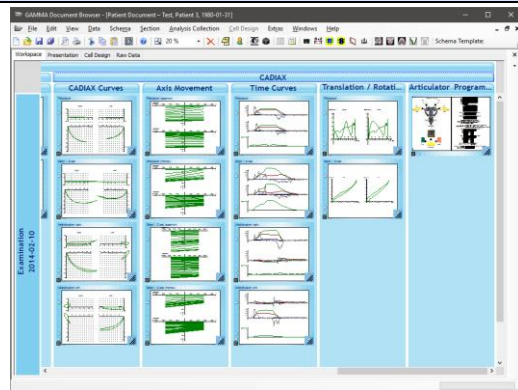 GAMMA Document Browser - [Patient Document - Test, Patient 3, 1980-01-31]
File Edit View Data Schema Section Analysis Collection Cell Design Extras Windows Help
20 %
Schema Template:
Workspace Presentation Cell Design Raw Data
CADIAX
CADIAX Curves Axis Movement Time Curves Translation / Rotati... Articulator Program...
Examination
2014-02-10